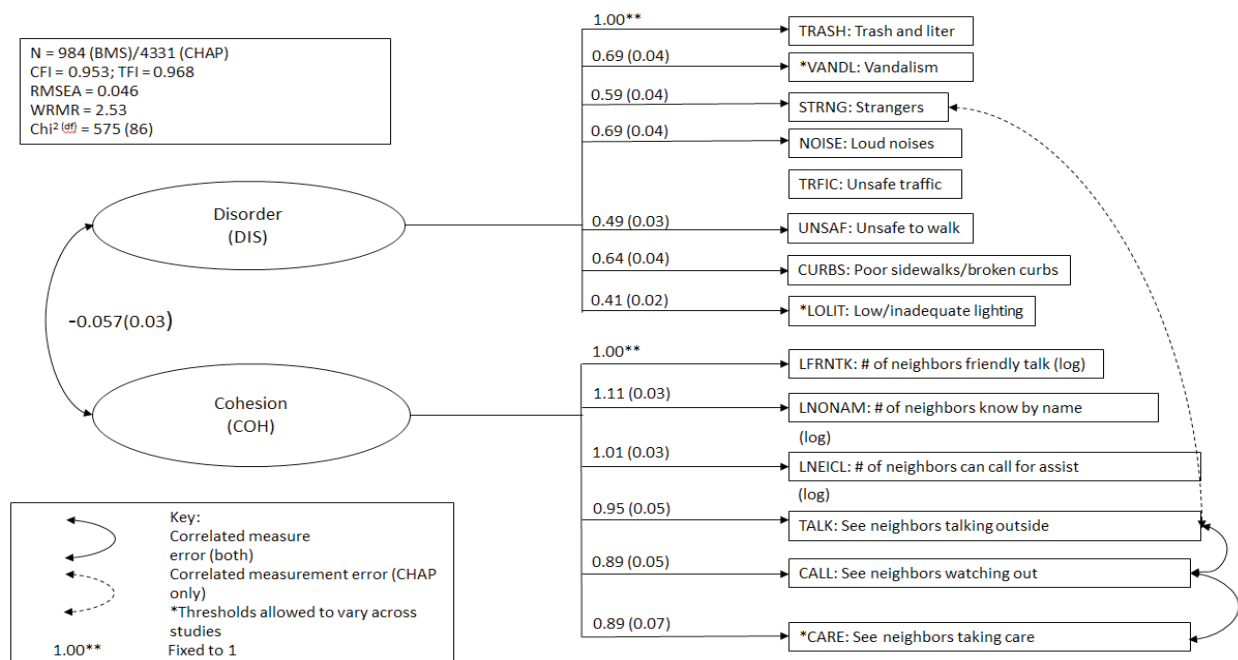 N = 984 (BMS)/4331 (CHAP)
CFI = 0.953; TFI = 0.968
RMSEA = 0.046
WRMR = 2.53
Chi² (df) = 575 (86)
Disorder
(DIS)
-0.057(0.03)
Cohesion
(COH)
1.00**
TRASH: Trash and liter
0.69 (0.04)
*VANDL: Vandalism
0.59 (0.04)
STRNG: Strangers
0.69 (0.04)
NOISE: Loud noises
TRFIC: Unsafe traffic
0.49 (0.03)
UNSAF: Unsafe to walk
0.64 (0.04)
CURBS: Poor sidewalks/broken curbs
0.41 (0.02)
*LOLIT: Low/inadequate lighting
1.00**
LFRNTK: # of neighbors friendly talk (log)
1.11 (0.03)
LNONAM: # of neighbors know by name
(log)
1.01 (0.03)
LNEICL: # of neighbors can call for assist
(log)
0.95 (0.05)
TALK: See neighbors talking outside
0.89 (0.05)
CALL: See neighbors watching out
0.89 (0.07)
*CARE: See neighbors taking care
Key:
Correlated measure
error (both)
Correlated measurement error (CHAP
only)
*Thresholds allowed to vary across
studies
1.00** Fixed to 1